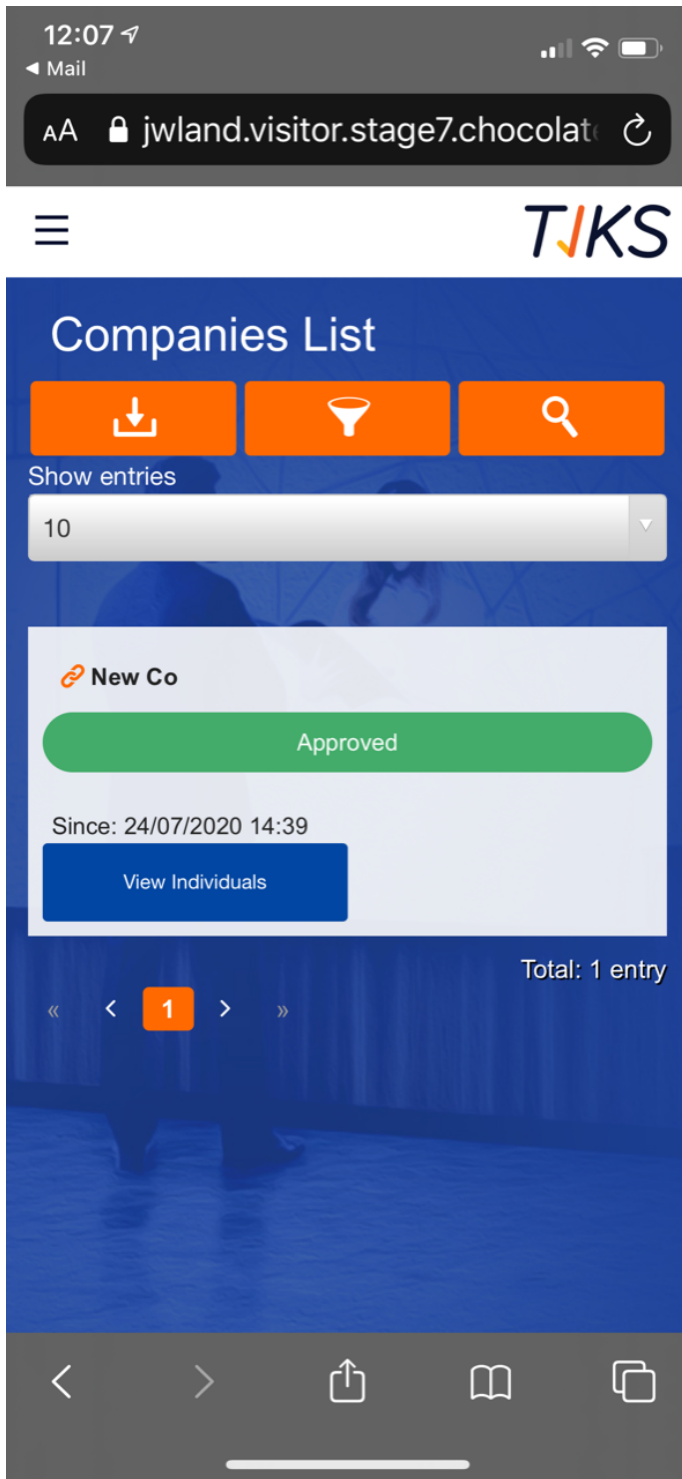 12:07
Mail
AA jwland.visitor.stage7.chocolat
TIKS
Companies List
Show entries
10
New Co
Approved
Since: 24/07/2020 14:39
View Individuals
Total: 1 entry
« < 1 > »